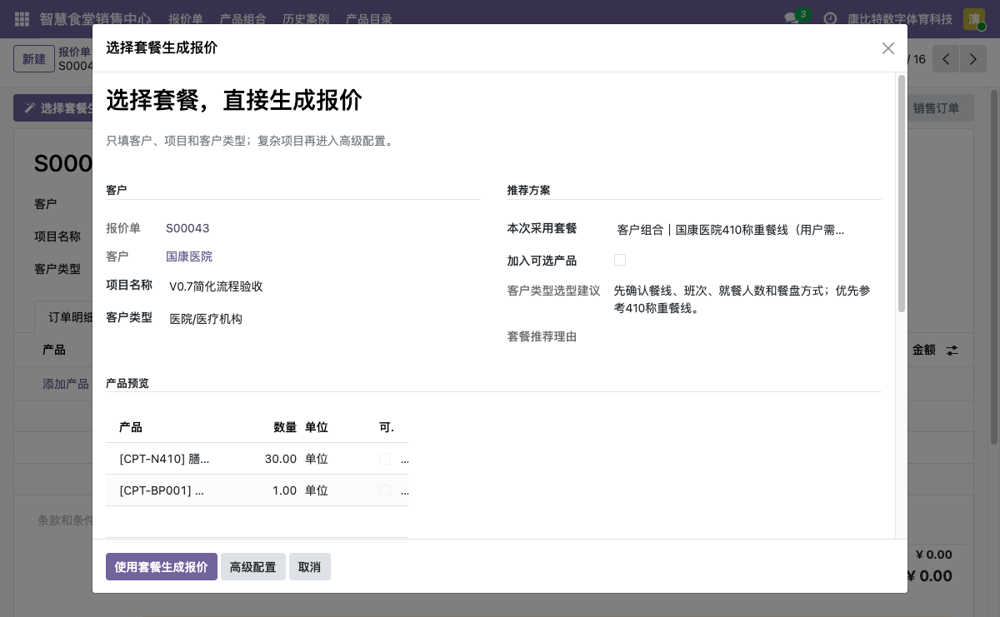 智慧食堂销售中心 报价单 产品组合 历史案例 产品目录 3 康比特数字体育科技 演
新建 报价单
S0004 / 16
选择套餐生 销售订单
S000
客户
项目名称
客户类型
订单明细
产品 金额
添加产品
条款和条件
¥ 0.00
¥ 0.00
选择套餐生成报价
选择套餐，直接生成报价
只填客户、项目和客户类型；复杂项目再进入高级配置。
客户
报价单 S00043
客户 国康医院
项目名称 V0.7简化流程验收
客户类型 医院/医疗机构
推荐方案
本次采用套餐 客户组合｜国康医院410称重餐线（用户需...
加入可选产品
客户类型选型建议 先确认餐线、班次、就餐人数和餐盘方式；优先参
考410称重餐线。
套餐推荐理由
产品预览
产品 数量 单位 可.
[CPT-N410] 膳... 30.00 单位 ...
[CPT-BP001] ... 1.00 单位 ...
使用套餐生成报价 高级配置 取消